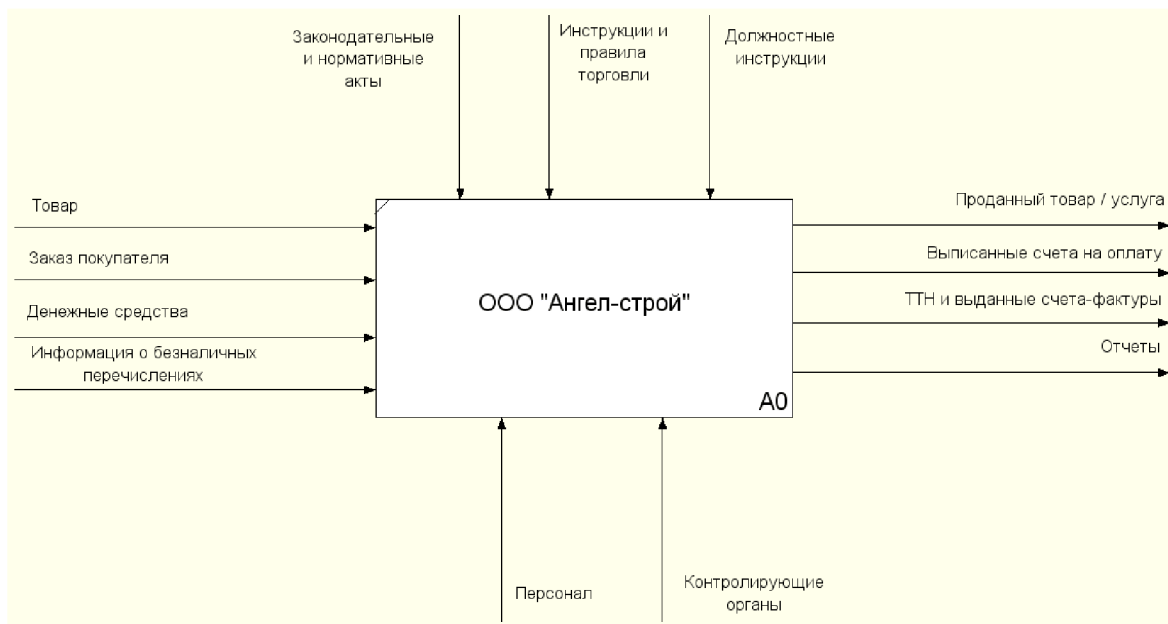 Законодательные
и нормативные
акты
Инструкции и
правила
торговли
Должностные
инструкции
Товар
Заказ покупателя
Денежные средства
Информация о безналичных
перечислениях
ООО "Ангел-строй"
A0
Проданный товар / услуга
Выписанные счета на оплату
ТТН и выданные счета-фактуры
Отчеты
Персонал
Контролирующие
органы